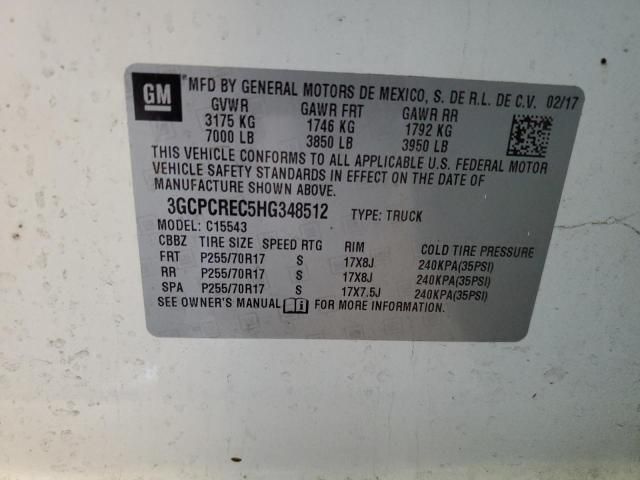 GM
MFD BY GENERAL MOTORS DE MEXICO, S. DE R.L. DE C.V. 02/17
GVWR GAWR FRT GAWR RR
3175 KG 1746 KG 1792 KG
7000 LB 3850 LB 3950 LB
THIS VEHICLE CONFORMS TO ALL APPLICABLE U.S. FEDERAL MOTOR
VEHICLE SAFETY STANDARDS IN EFFECT ON THE DATE OF
MANUFACTURE SHOWN ABOVE.
3GCPCREC5HG348512 TYPE: TRUCK
MODEL: C15543
CBBZ TIRE SIZE SPEED RTG RIM COLD TIRE PRESSURE
FRT P255/70R17 S 17X8J 240KPA(35PSI)
RR P255/70R17 S 17X8J 240KPA(35PSI)
SPA P255/70R17 S 17X7.5J 240KPA(35PSI)
SEE OWNER'S MANUAL FOR MORE INFORMATION.